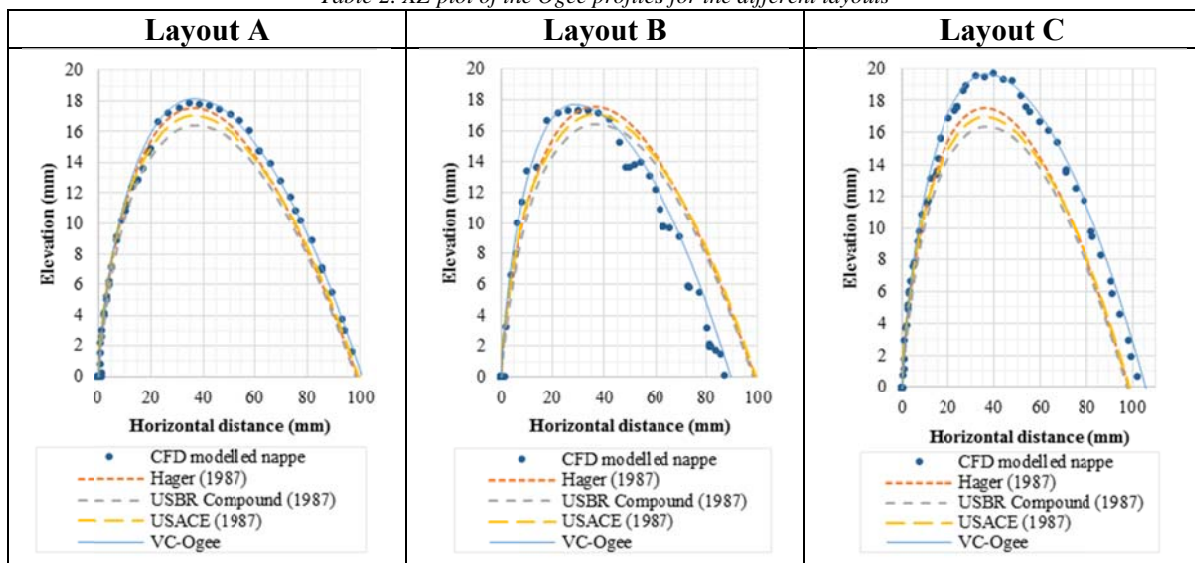 Table 2. XZ plot of the Ogee profiles for the different layouts
Layout A
Layout B
Layout C
20
18
16
14
12
10
8
6
4
2
0
Elevation (mm)
0 20 40 60 80 100
Horizontal distance (mm)
CFD modelled nappe
Hager (1987)
USBR Compound (1987)
USACE (1987)
VC-Ogee
20
18
16
14
12
10
8
6
4
2
0
Elevation (mm)
0 20 40 60 80 100
Horizontal distance (mm)
CFD modelled nappe
Hager (1987)
USBR Compound (1987)
USACE (1987)
VC-Ogee
20
18
16
14
12
10
8
6
4
2
0
Elevation (mm)
0 20 40 60 80 100
Horizontal distance (mm)
CFD modelled nappe
Hager (1987)
USBR Compound (1987)
USACE (1987)
VC-Ogee